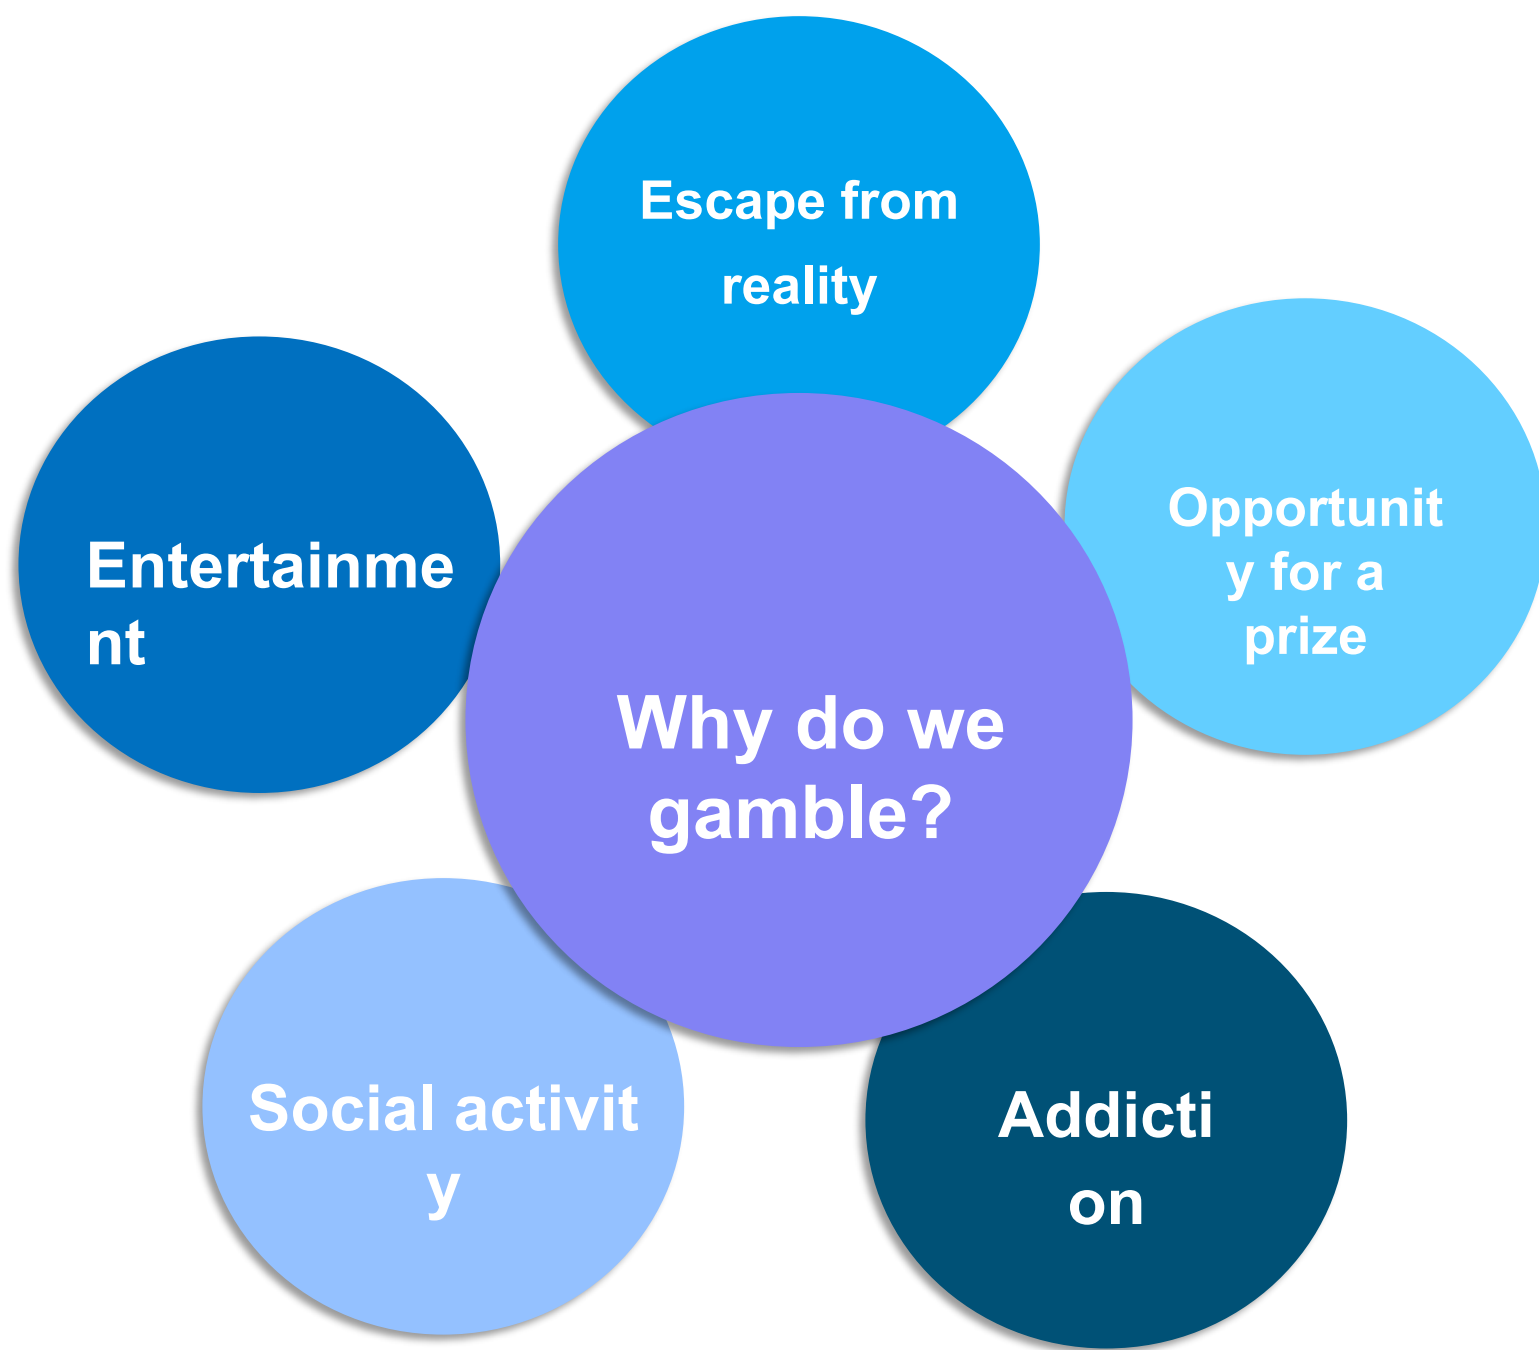 Escape from
reality
Opportunit
y for a
prize
Entertainme
nt
Why do we
gamble?
Social activit
y
Addicti
on